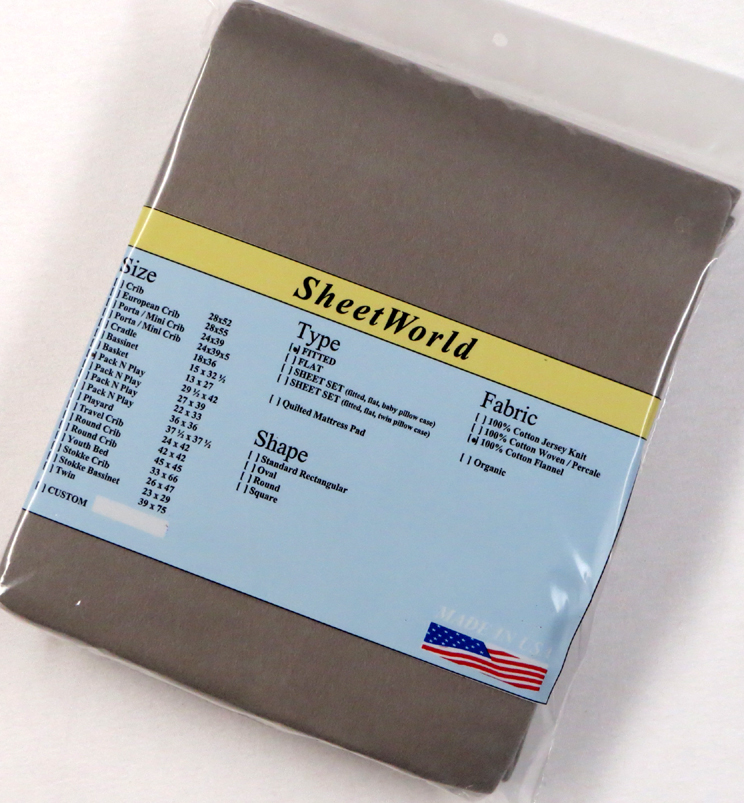 SheetWorld
Size
Crib 28x52
European Crib 28x55
Porta / Mini Crib 24x39
Porta / Mini Crib 24x39x5
Cradle 18x36
Bassinet 15 x 32 ½
Basket 13 x 27
Pack N Play 29 ½ x 42
Pack N Play 27 x 39
Pack N Play 22 x 33
Pack N Play 36 x 36
Playard 37 ½ x 37 ½
Travel Crib 24 x 42
Round Crib 42 x 42
Round Crib 45 x 45
Youth Bed 33 x 66
Stokke Crib 26 x 47
Stokke Bassinet 23 x 29
Twin 39 x 75
[ ] CUSTOM
Type
[ ] FITTED
[ ] FLAT
[ ] SHEET SET (fitted, flat, baby pillow case)
[ ] SHEET SET (fitted, flat, twin pillow case)
[ ] Quilted Mattress Pad
Shape
[ ] Standard Rectangular
[ ] Oval
[ ] Round
[ ] Square
Fabric
[ ] 100% Cotton Jersey Knit
[ ] 100% Cotton Woven / Percale
[ ] 100% Cotton Flannel
[ ] Organic
MADE IN USA